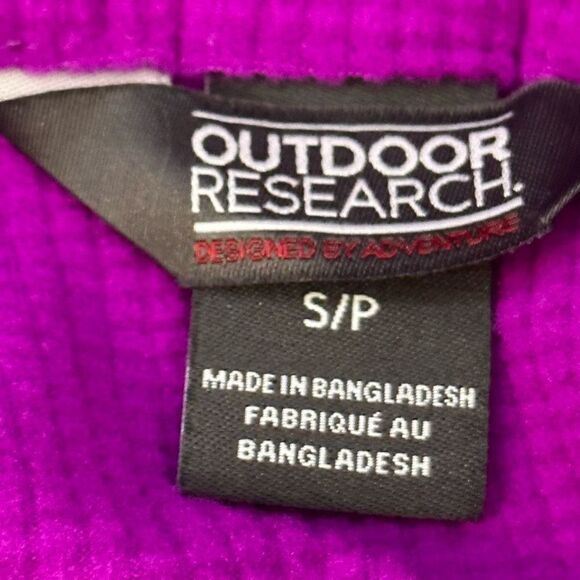 OUTDOOR
RESEARCH.
DESIGNED BY ADVENTURE
S/P
MADE IN BANGLADESH
FABRIQUÉ AU
BANGLADESH